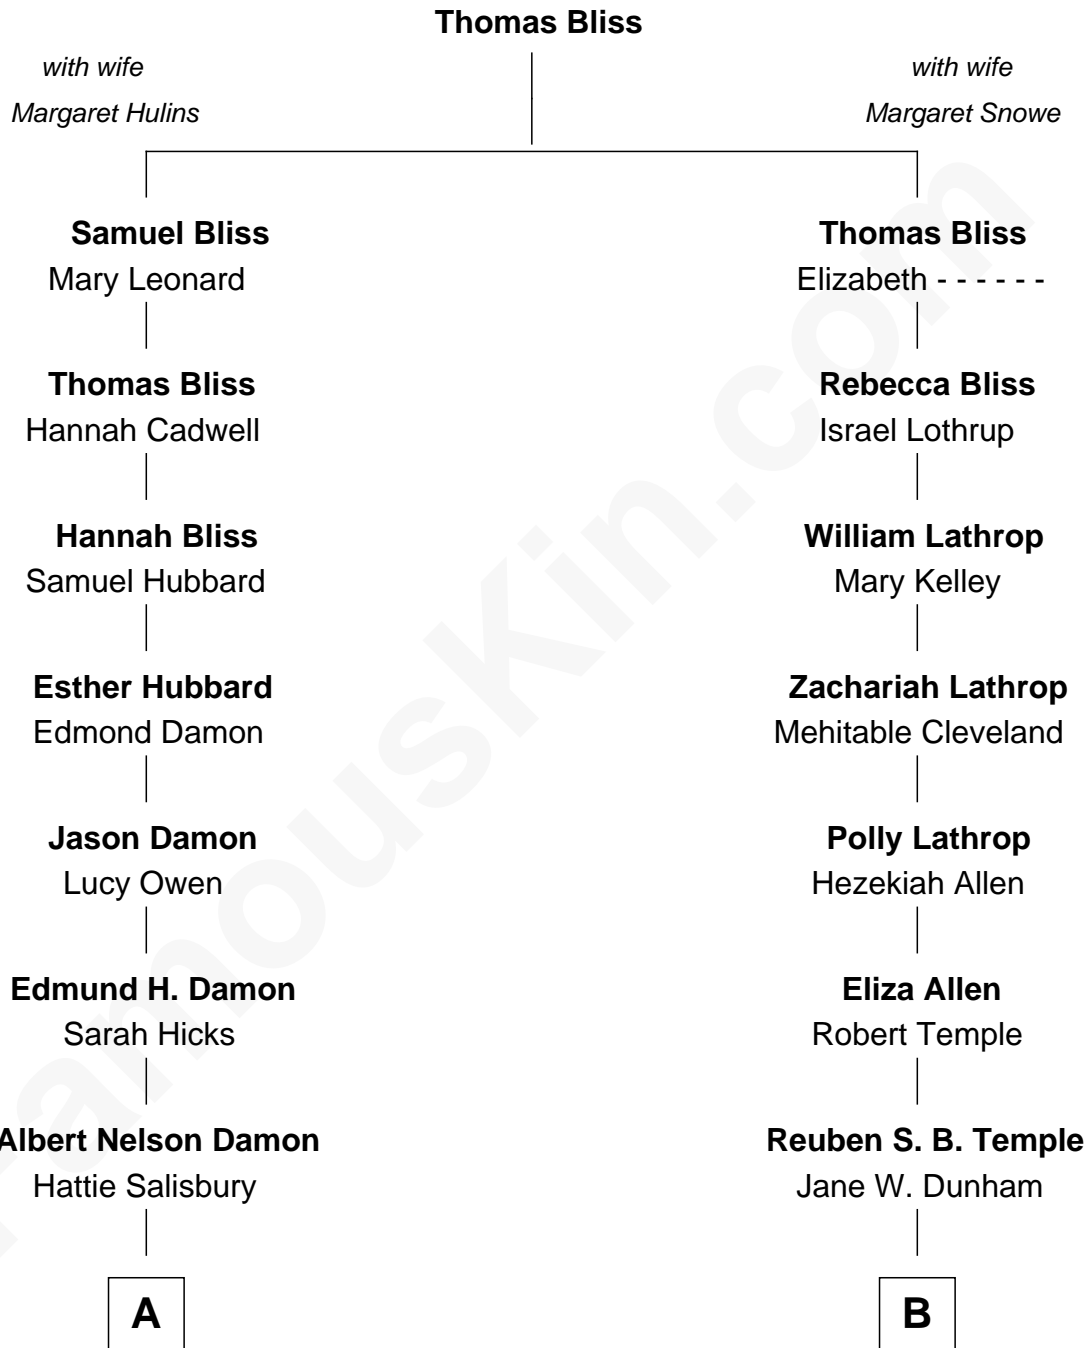 Thomas Bliss
with wife
Margaret Hulins
with wife
Margaret Snowe
Samuel Bliss
Mary Leonard
Thomas Bliss
Elizabeth - - - - - -
Thomas Bliss
Hannah Cadwell
Rebecca Bliss
Israel Lothrup
Hannah Bliss
Samuel Hubbard
William Lathrop
Mary Kelley
Esther Hubbard
Edmond Damon
Zachariah Lathrop
Mehitable Cleveland
Jason Damon
Lucy Owen
Polly Lathrop
Hezekiah Allen
Edmund H. Damon
Sarah Hicks
Eliza Allen
Robert Temple
Albert Nelson Damon
Hattie Salisbury
Reuben S. B. Temple
Jane W. Dunham
A
B
FamousKin.com